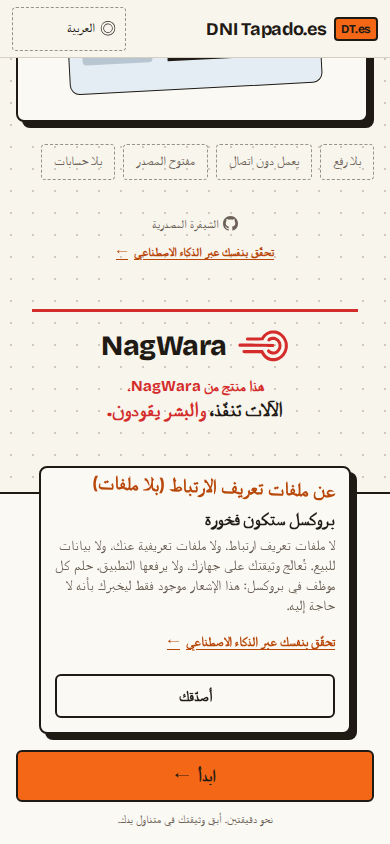 DT.es DNI Tapado.es
العربية
بلا رفع
يعمل دون اتصال
مفتوح المصدر
بلا حسابات
الشيفرة المصدرية
تحقّق بنفسك عبر الذكاء الاصطناعي ←
NagWara
هذا منتج من NagWara،
الآلات تنفّذ، والبشر يقودون.
عن ملفات تعريف الارتباط (بلا ملفات)
بروكسل ستكون فخورة
لا ملفات تعريف ارتباط. ولا ملفات تعريفية عنك. ولا بيانات
للبيع. تُعالَج وثيقتك على جهازك. ولا يرفعها التطبيق. حلم كل
موظف في بروكسل: هذا الإشعار موجود فقط ليخبرك بأنه لا
حاجة إليه.
تحقّق بنفسك عبر الذكاء الاصطناعي ←
أصدّقك
ابدأ ←
نحو دقيقتين. أبقِ وثيقتك في متناول يدك.